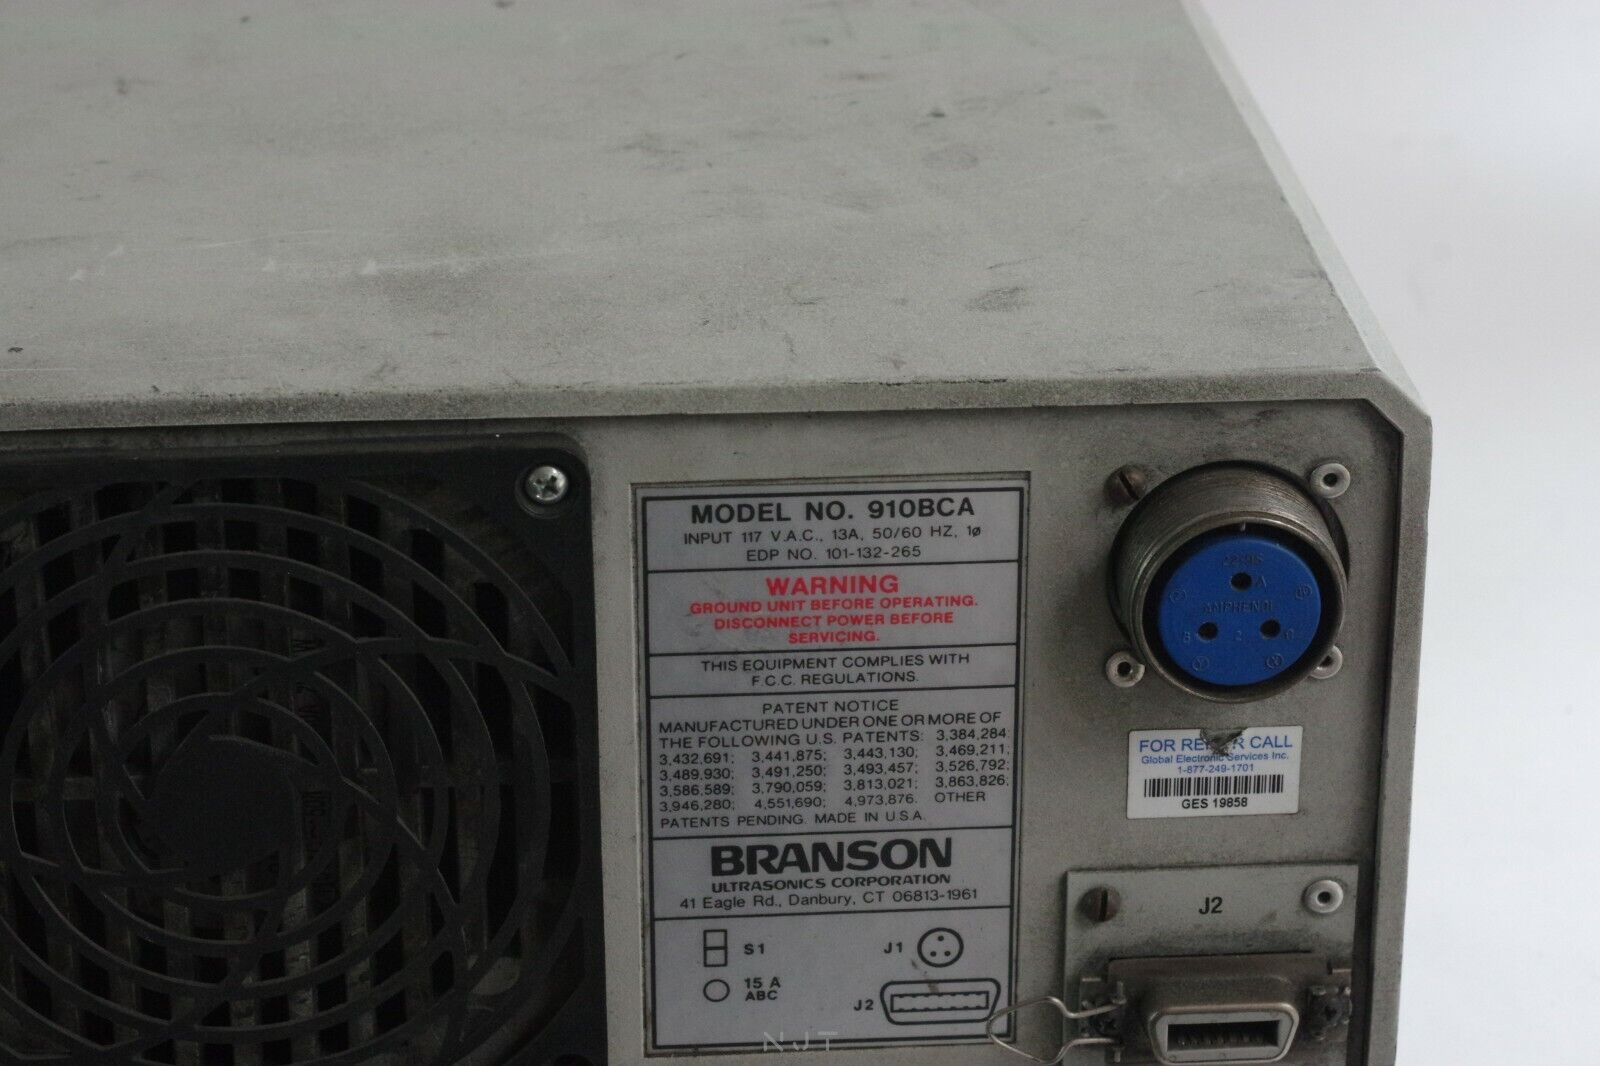 MODEL NO. 910BCA
INPUT 117 V.A.C., 13A, 50/60 HZ, 1ø
EDP NO. 101-132-265
WARNING
GROUND UNIT BEFORE OPERATING.
DISCONNECT POWER BEFORE
SERVICING.
THIS EQUIPMENT COMPLIES WITH
F.C.C. REGULATIONS.
PATENT NOTICE
MANUFACTURED UNDER ONE OR MORE OF
THE FOLLOWING U.S. PATENTS: 3,384,284;
3,432,691; 3,441,875; 3,443,130; 3,469,211;
3,489,930; 3,491,250; 3,493,457; 3,526,792;
3,586,589; 3,790,059; 3,813,021; 3,863,826;
3,946,280; 4,551,690; 4,973,876. OTHER
PATENTS PENDING. MADE IN U.S.A.
BRANSON
ULTRASONICS CORPORATION
41 Eagle Rd., Danbury, CT 06813-1961
S1
J1
15 A
ABC
J2
A
AMPHENOL
B 2 C
FOR CALL
Global Electronic Services Inc.
1-877-249-1701
GES 19858
J2
NJT